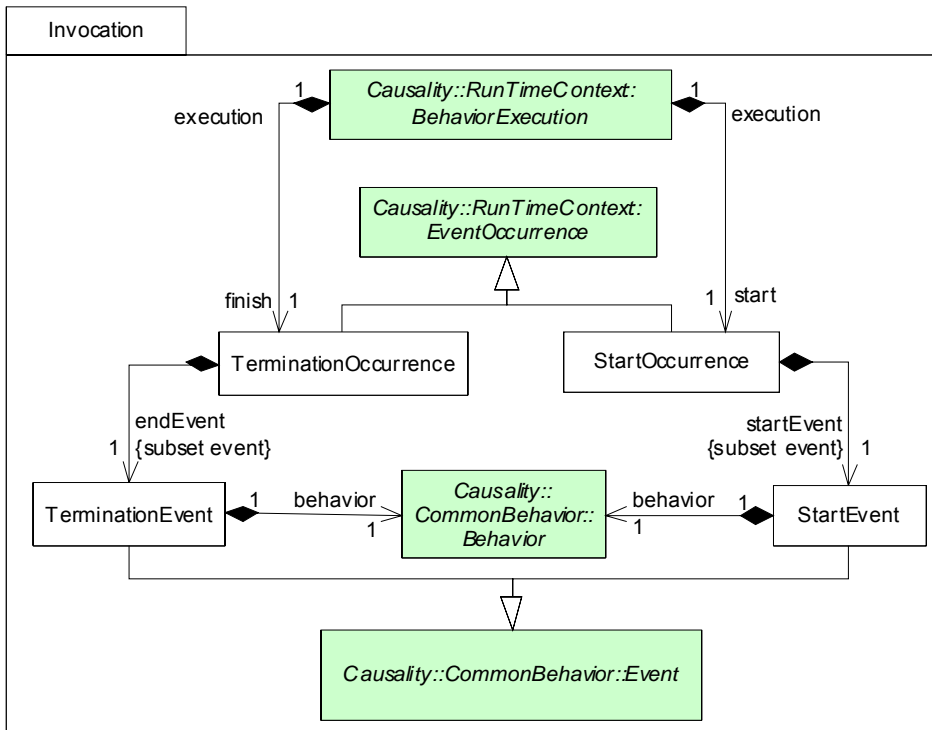 Invocation
1
Causality::RunTimeContext:
BehaviorExecution
1
execution
execution
Causality::RunTimeContext:
EventOccurrence
finish
1
1
start
TerminationOccurrence
StartOccurrence
endEvent
1
{subset event}
startEvent
{subset event}
1
TerminationEvent
1
behavior
1
Causality::
CommonBehavior::
Behavior
behavior
1
1
StartEvent
Causality::CommonBehavior::Event